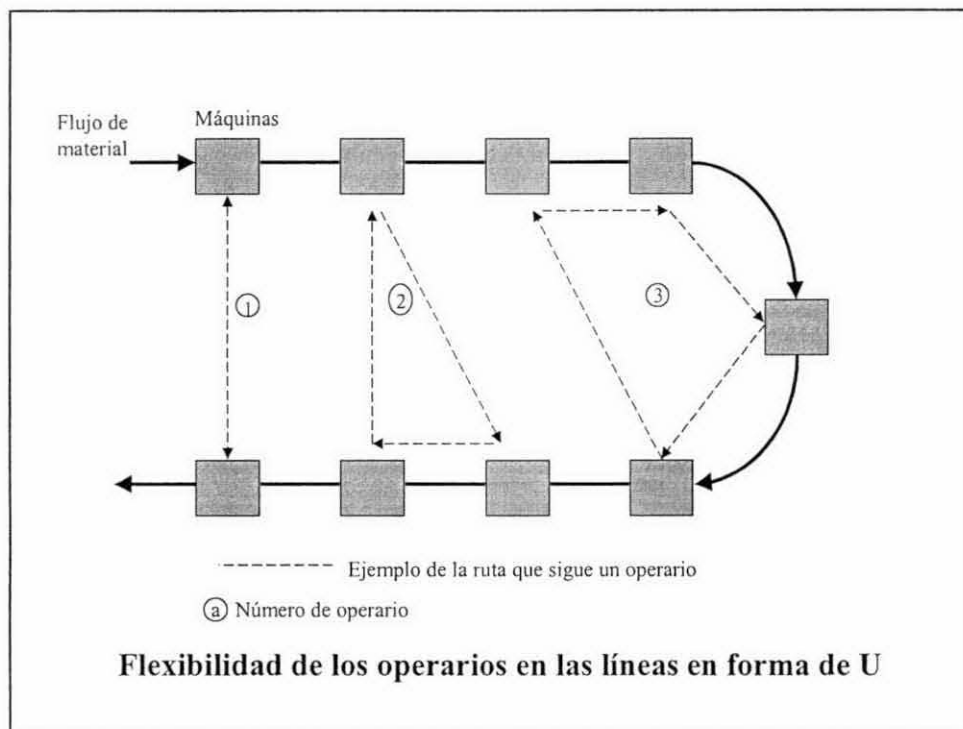 Flujo de
material
Máquinas
1
2
3
Ejemplo de la ruta que sigue un operario
a Número de operario
Flexibilidad de los operarios en las líneas en forma de U